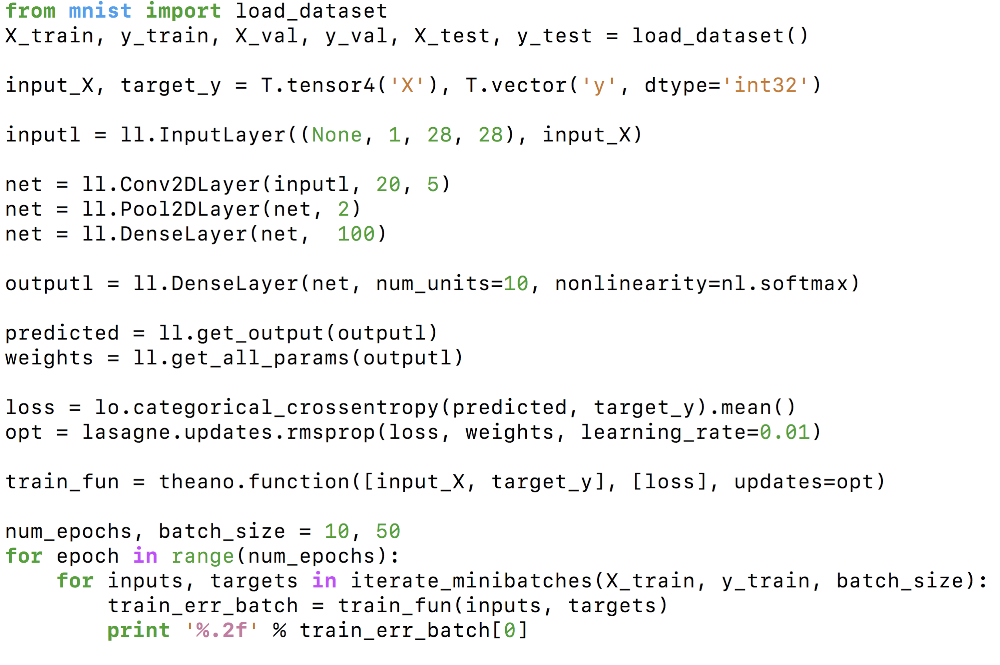 from mnist import load_dataset
X_train, y_train, X_val, y_val, X_test, y_test = load_dataset()
input_X, target_y = T.tensor4('X'), T.vector('y', dtype='int32')
inputl = ll.InputLayer((None, 1, 28, 28), input_X)
net = ll.Conv2DLayer(inputl, 20, 5)
net = ll.Pool2DLayer(net, 2)
net = ll.DenseLayer(net,  100)
outputl = ll.DenseLayer(net, num_units=10, nonlinearity=nl.softmax)
predicted = ll.get_output(outputl)
weights = ll.get_all_params(outputl)
loss = lo.categorical_crossentropy(predicted, target_y).mean()
opt = lasagne.updates.rmsprop(loss, weights, learning_rate=0.01)
train_fun = theano.function([input_X, target_y], [loss], updates=opt)
num_epochs, batch_size = 10, 50
for epoch in range(num_epochs):
    for inputs, targets in iterate_minibatches(X_train, y_train, batch_size):
        train_err_batch = train_fun(inputs, targets)
        print '%.2f' % train_err_batch[0]